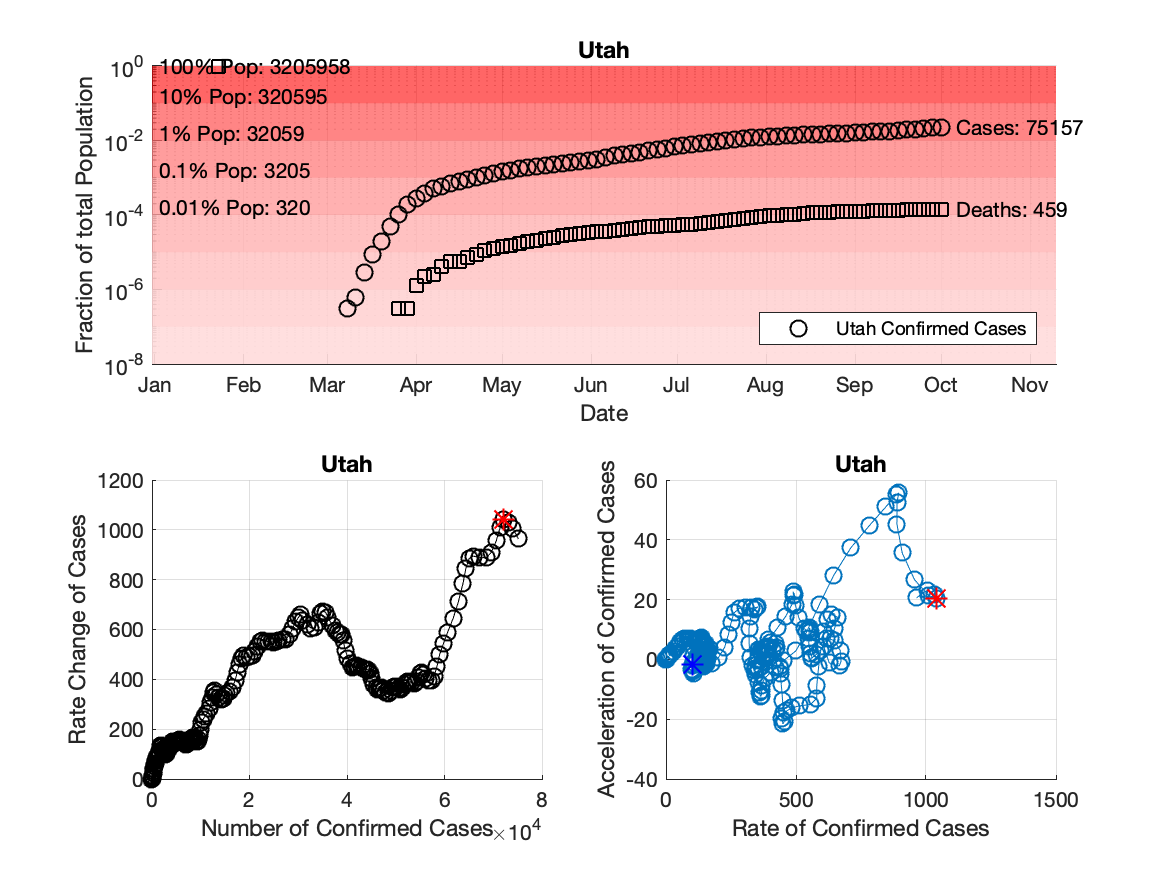 Utah
10^0
10^-2
10^-4
10^-6
10^-8
Fraction of total Population
100% Pop: 3205958
10% Pop: 320595
1% Pop: 32059
0.1% Pop: 3205
0.01% Pop: 320
Cases: 75157
Deaths: 459
Utah Confirmed Cases
Jan Feb Mar Apr May Jun Jul Aug Sep Oct Nov
Date
Utah
1200
1000
800
600
400
200
0
Rate Change of Cases
0 2 4 6 8
Number of Confirmed Cases ×10^4
Utah
60
40
20
0
-20
-40
Acceleration of Confirmed Cases
0 500 1000 1500
Rate of Confirmed Cases